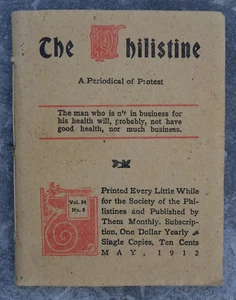 The Philistine
A Periodical of Protest
The man who is n't in business for
his health will, probably, not have
good health, nor much business.
Vol. 34
No. 6
Printed Every Little While
for the Society of the Phi-
listines and Published by
Them Monthly. Subscrip-
tion, One Dollar Yearly
Single Copies, Ten Cents
MAY, 1912